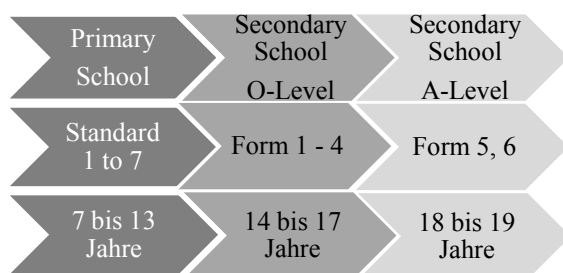 Primary
School
Secondary
School
O-Level
Secondary
School
A-Level
Standard
1 to 7
Form 1 - 4
Form 5, 6
7 bis 13
Jahre
14 bis 17
Jahre
18 bis 19
Jahre